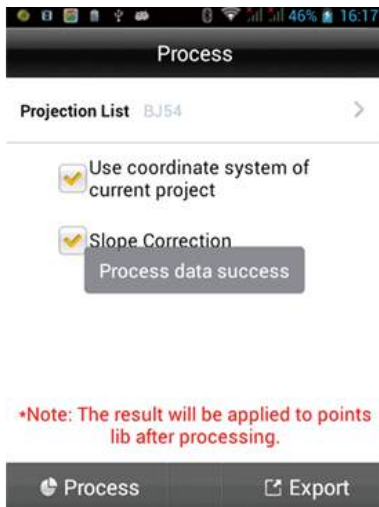 46% 16:17
Process
Projection List BJ54
Use coordinate system of
current project
Slope Correction
Process data success
*Note: The result will be applied to points
lib after processing.
Process Export